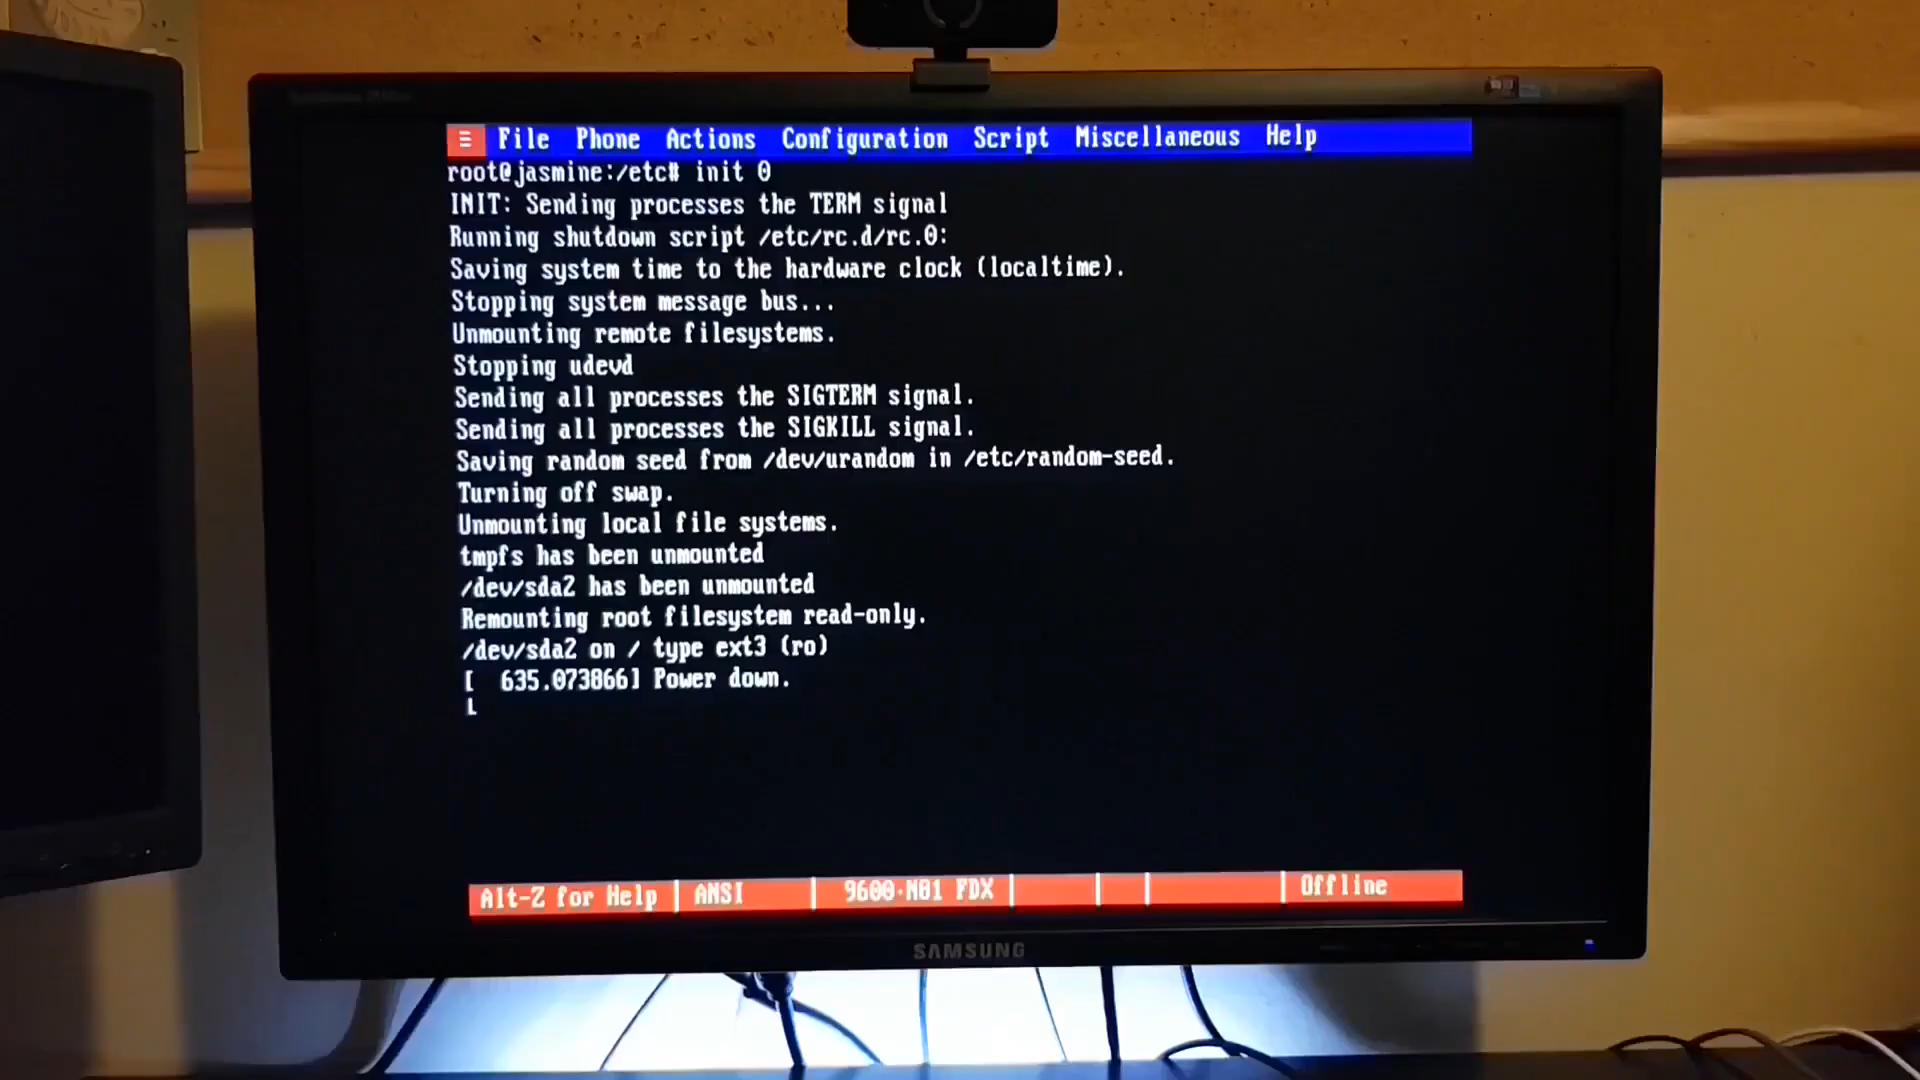 ≡ File Phone Actions Configuration Script Miscellaneous Help
root@jasmine:/etc# init 0
INIT: Sending processes the TERM signal
Running shutdown script /etc/rc.d/rc.0:
Saving system time to the hardware clock (localtime).
Stopping system message bus...
Unmounting remote filesystems.
Stopping udevd
Sending all processes the SIGTERM signal.
Sending all processes the SIGKILL signal.
Saving random seed from /dev/urandom in /etc/random-seed.
Turning off swap.
Unmounting local file systems.
tmpfs has been unmounted
/dev/sda2 has been unmounted
Remounting root filesystem read-only.
/dev/sda2 on / type ext3 (ro)
[  635.073866] Power down.
Alt-Z for Help | ANSI | 9600·N81 FDX | | | | Offline
SAMSUNG